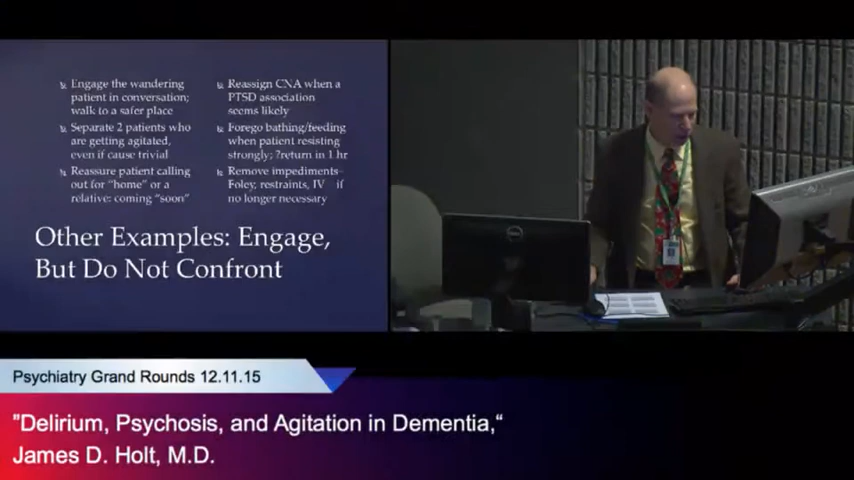 Engage the wandering
patient in conversation;
walk to a safer place
Separate 2 patients who
are getting agitated,
even if cause trivial
Reassure patient calling
out for "home" or a
relative: coming "soon"
Reassign CNA when a
PTSD association
seems likely
Forego bathing/feeding
when patient resisting
strongly; ?return in 1 hr
Remove impediments-
Foley, restraints, IV if
no longer necessary
Other Examples: Engage,
But Do Not Confront
DELL
Psychiatry Grand Rounds 12.11.15
"Delirium, Psychosis, and Agitation in Dementia,"
James D. Holt, M.D.